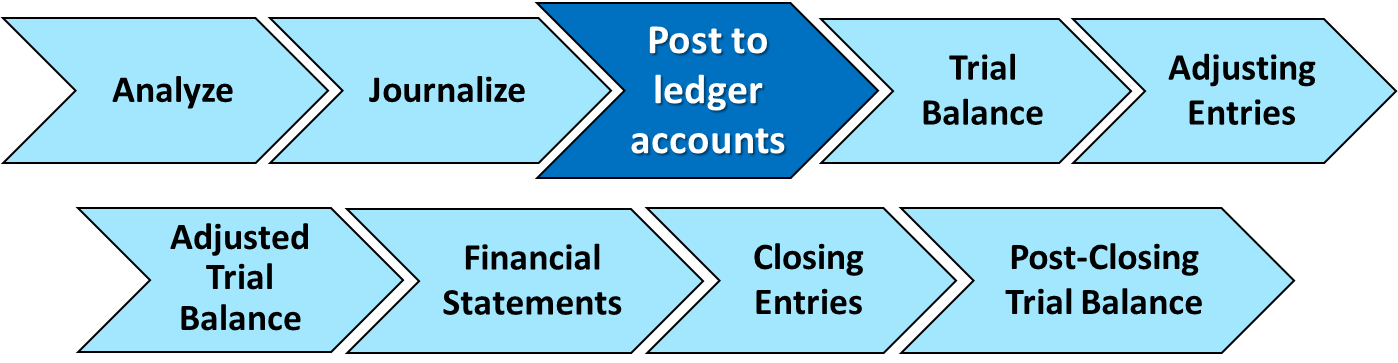 Analyze
Journalize
Post to
ledger
accounts
Trial
Balance
Adjusting
Entries
Adjusted
Trial
Balance
Financial
Statements
Closing
Entries
Post-Closing
Trial Balance